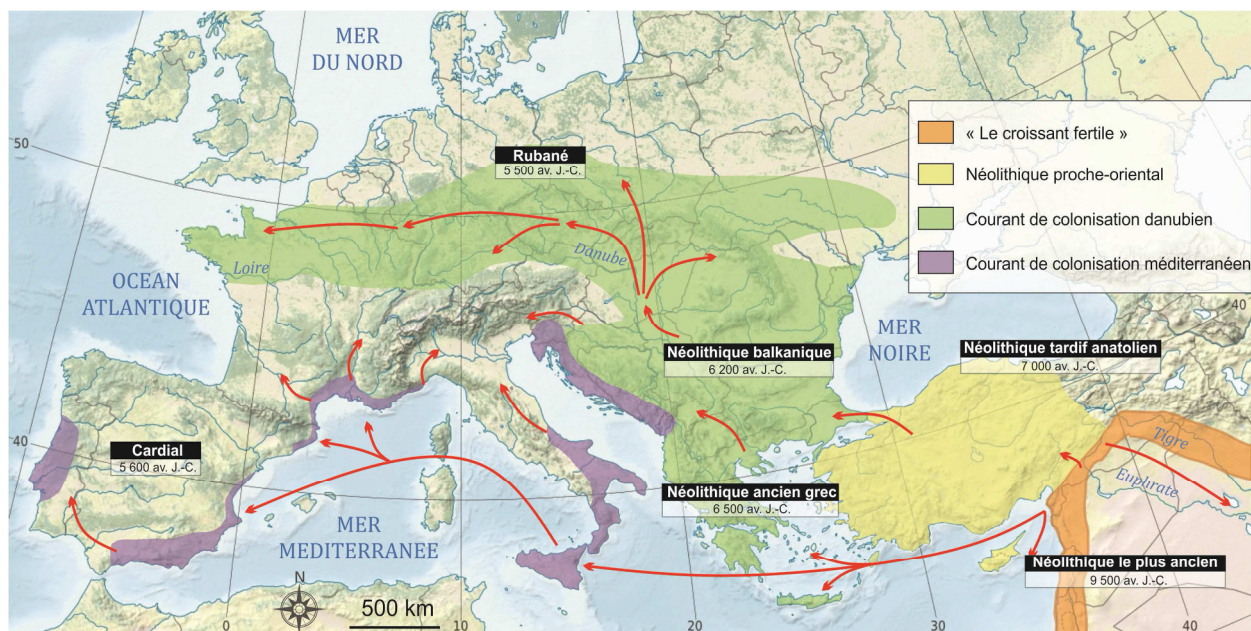 MER
DU NORD
50
Rubané
5 500 av. J.-C.
« Le croissant fertile »
Néolithique proche-oriental
Courant de colonisation danubien
Courant de colonisation méditerranéen
Loire
Danube
OCEAN
ATLANTIQUE
MER
NOIRE
40
Néolithique balkanique
6 200 av. J.-C.
Néolithique tardif anatolien
7 000 av. J.-C.
40
Cardial
5 600 av. J.-C.
Tigre
Euphrate
Néolithique ancien grec
6 500 av. J.-C.
MER
MEDITERRANEE
Néolithique le plus ancien
9 500 av. J.-C.
N
500 km
0
10
20
30
40